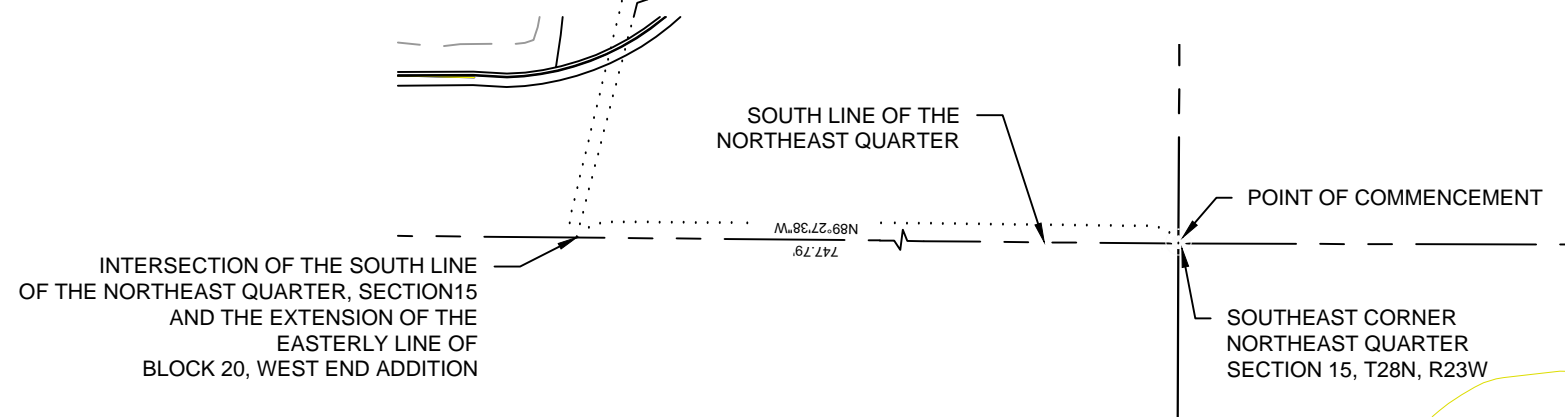 SOUTH LINE OF THE
NORTHEAST QUARTER
POINT OF COMMENCEMENT
N89°27'38"W
747.79'
INTERSECTION OF THE SOUTH LINE
OF THE NORTHEAST QUARTER, SECTION15
AND THE EXTENSION OF THE
EASTERLY LINE OF
BLOCK 20, WEST END ADDITION
SOUTHEAST CORNER
NORTHEAST QUARTER
SECTION 15, T28N, R23W